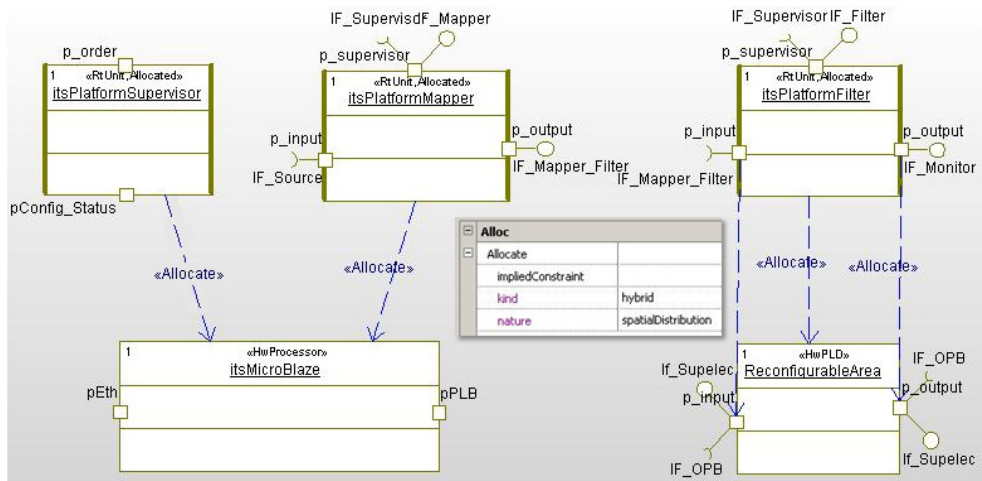 IF_SupervisdF_Mapper
IF_Supervisor IF_Filter
p_order
p_supervisor
p_supervisor
1 «RtUnit,Allocated»
itsPlatformSupervisor
1 «RtUnit,Allocated»
itsPlatformMapper
1 «RtUnit,Allocated»
itsPlatformFilter
p_input
p_output
p_input
p_output
IF_Source
IF_Mapper_Filter
IF_Mapper_Filter
IF_Monitor
pConfig_Status
Alloc
Allocate
impliedConstraint
kind hybrid
nature spatialDistribution
«Allocate»
«Allocate»
«Allocate»
«Allocate»
1 «HwProcessor»
itsMicroBlaze
1 «HwPLD»
ReconfigurableArea
pEth
pPLB
If_Supelec
IF_OPB
p_input
p_output
IF_OPB
If_Supelec